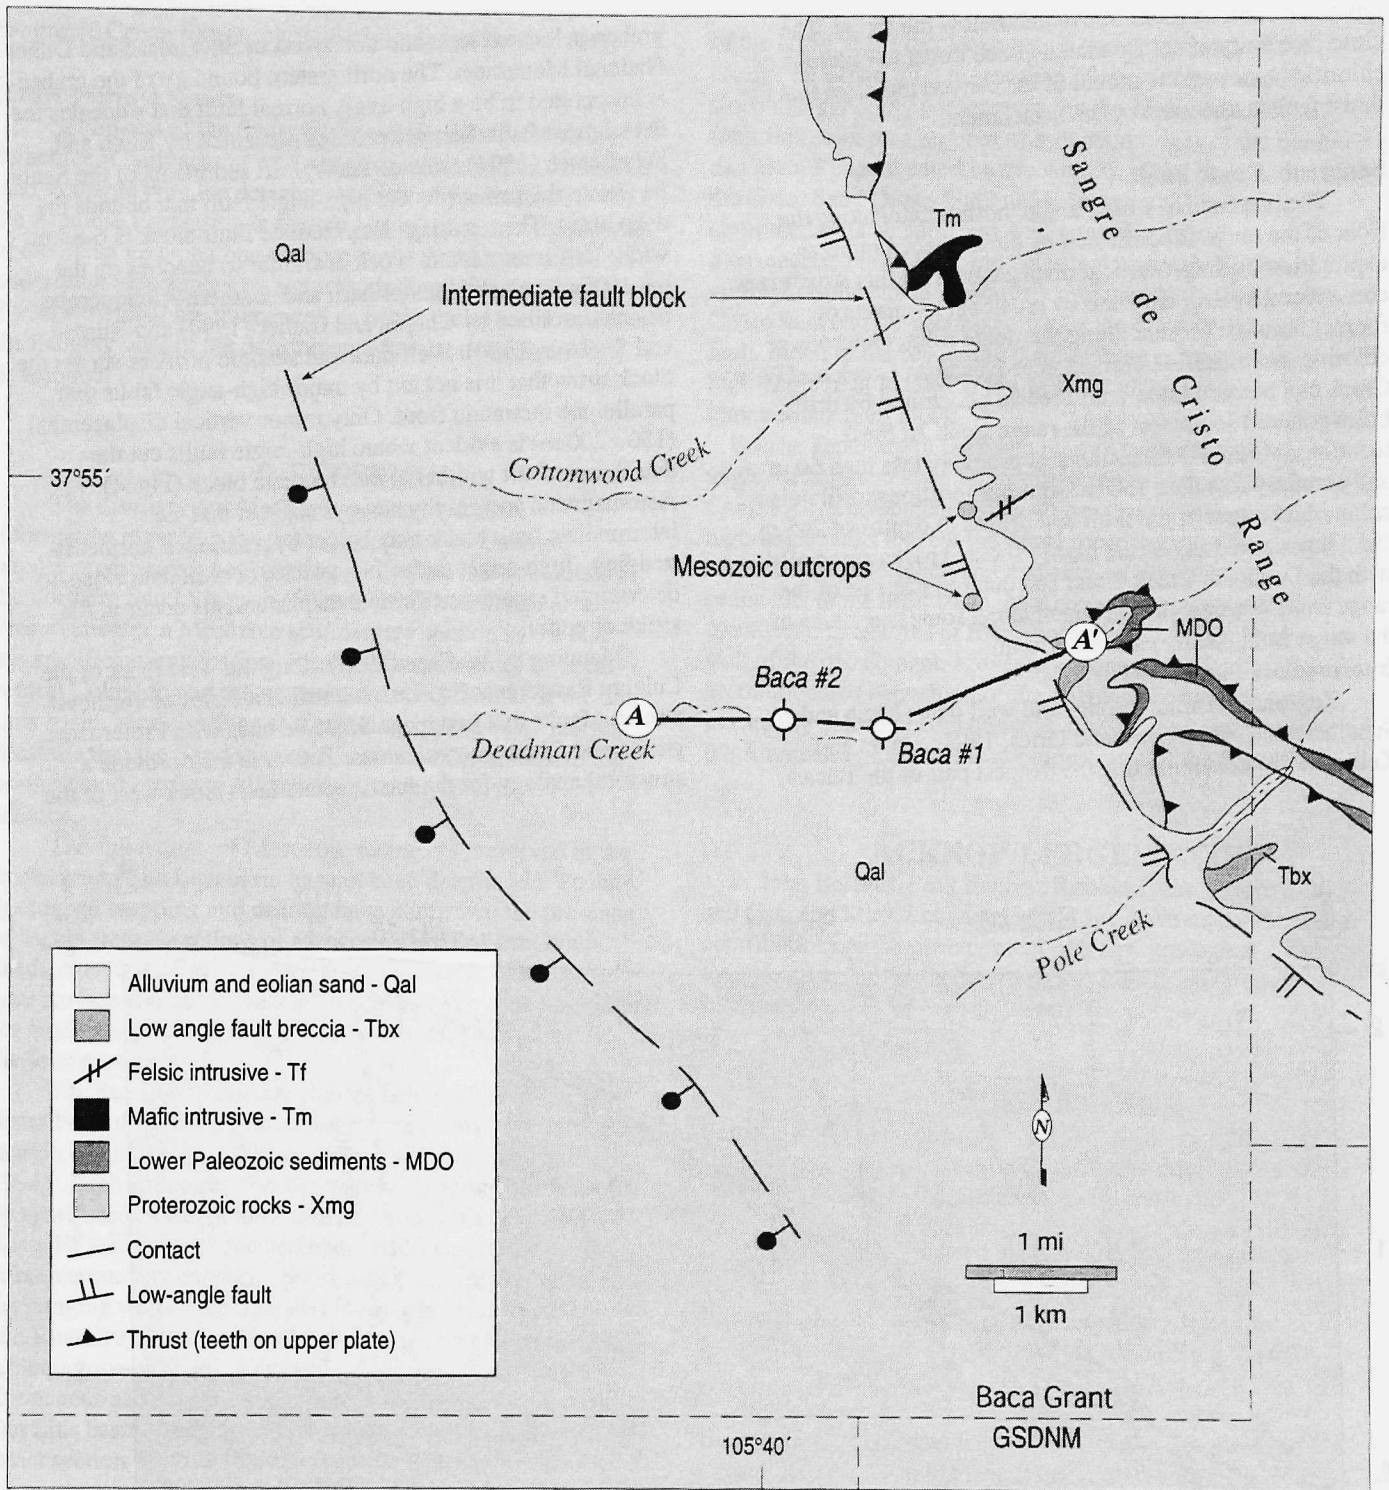 Sangre
de
Cristo
Range
Tm
Qal
Intermediate fault block
Xmg
37°55´
Cottonwood Creek
Mesozoic outcrops
MDO
A'
Baca #2
A
Deadman Creek
Baca #1
Qal
Tbx
Pole Creek
Alluvium and eolian sand - Qal
Low angle fault breccia - Tbx
Felsic intrusive - Tf
Mafic intrusive - Tm
Lower Paleozoic sediments - MDO
Proterozoic rocks - Xmg
Contact
Low-angle fault
Thrust (teeth on upper plate)
N
1 mi
1 km
Baca Grant
GSDNM
105°40´